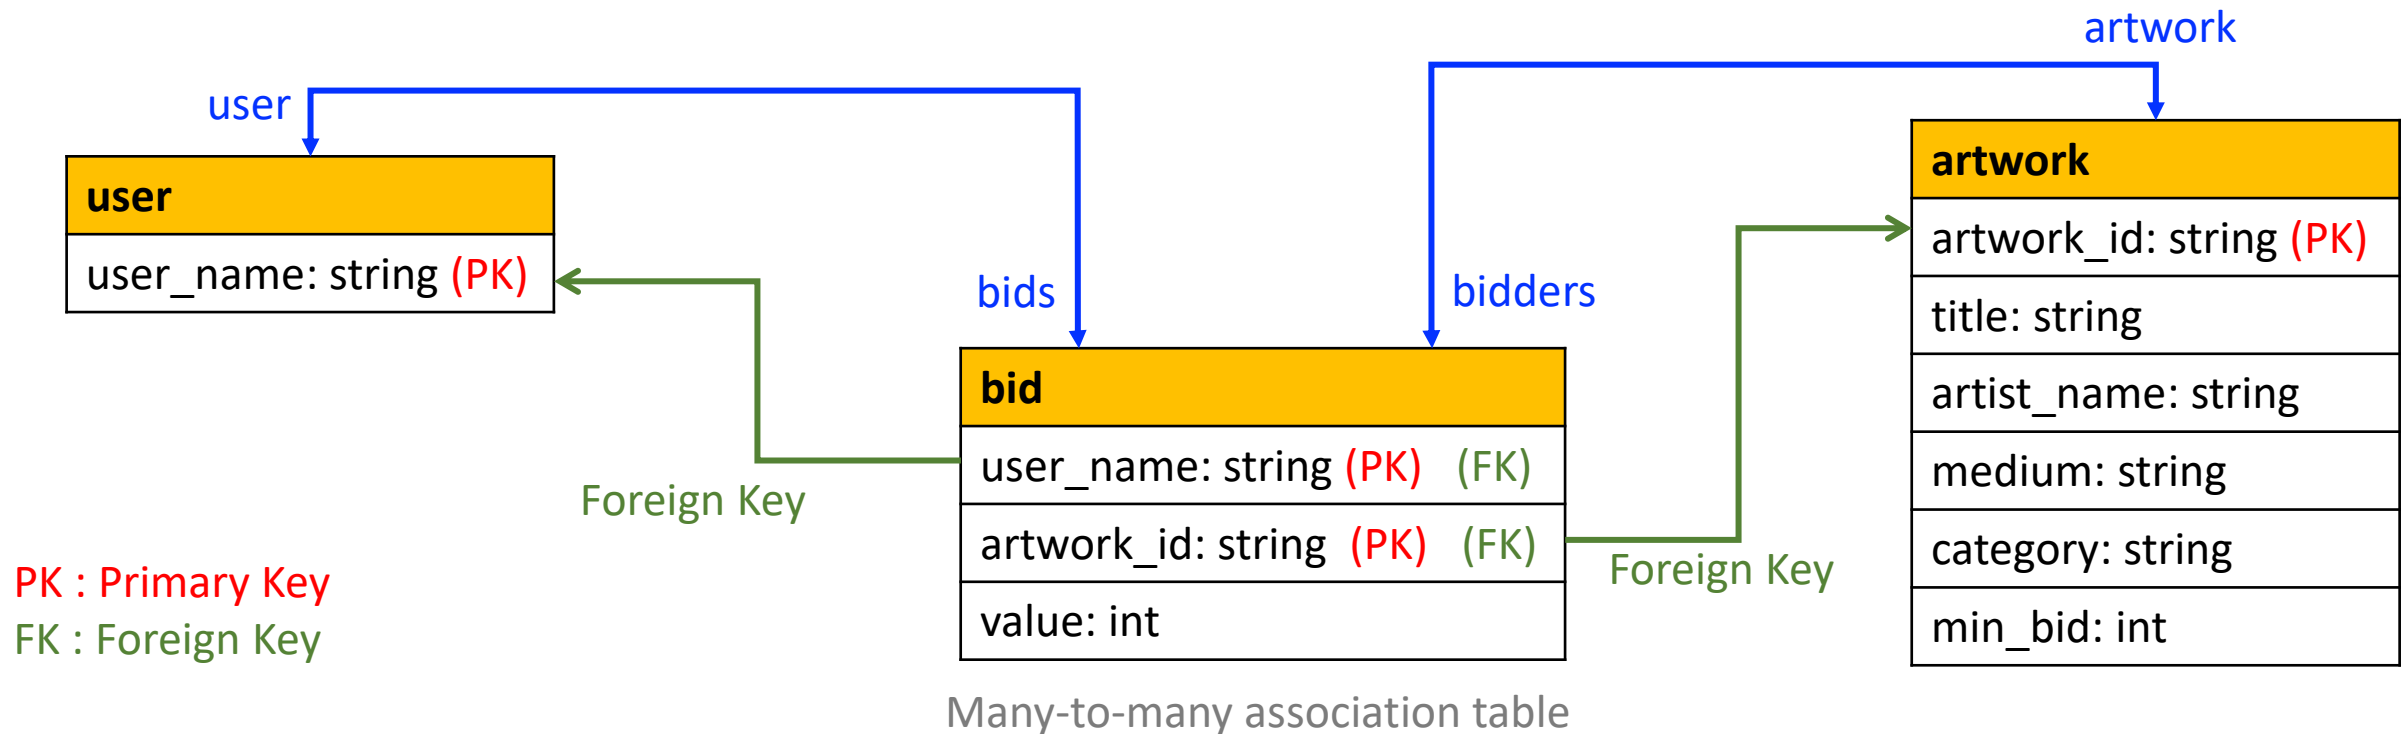 artwork
user
user
user_name: string (PK)
bids
bidders
bid
user_name: string (PK) (FK)
artwork_id: string (PK) (FK)
value: int
Many-to-many association table
Foreign Key
Foreign Key
artwork
artwork_id: string (PK)
title: string
artist_name: string
medium: string
category: string
min_bid: int
PK : Primary Key
FK : Foreign Key